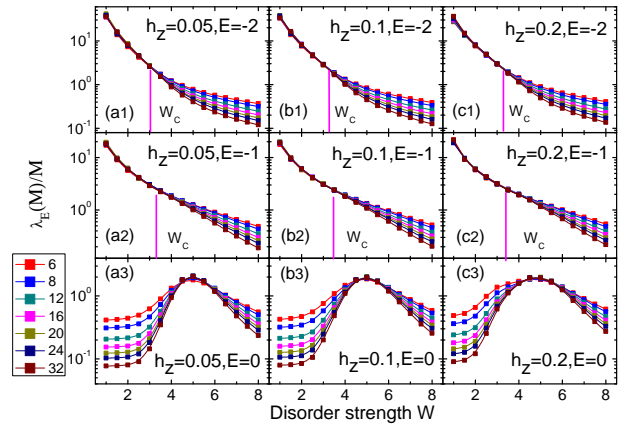 h_z=0.05,E=-2
h_z=0.1,E=-2
h_z=0.2,E=-2
10^1
10^0
10^-1
(a1)
W_c
(b1)
W_c
(c1)
W_c
h_z=0.05,E=-1
h_z=0.1,E=-1
h_z=0.2,E=-1
λ_E(M)/M
10^1
10^0
(a2)
W_c
(b2)
W_c
(c2)
W_c
6
8
12
16
20
24
32
(a3)
(b3)
(c3)
10^0
10^-1
h_z=0.05,E=0
h_z=0.1,E=0
h_z=0.2,E=0
2 4 6 8 2 4 6 8 2 4 6 8
Disorder strength W